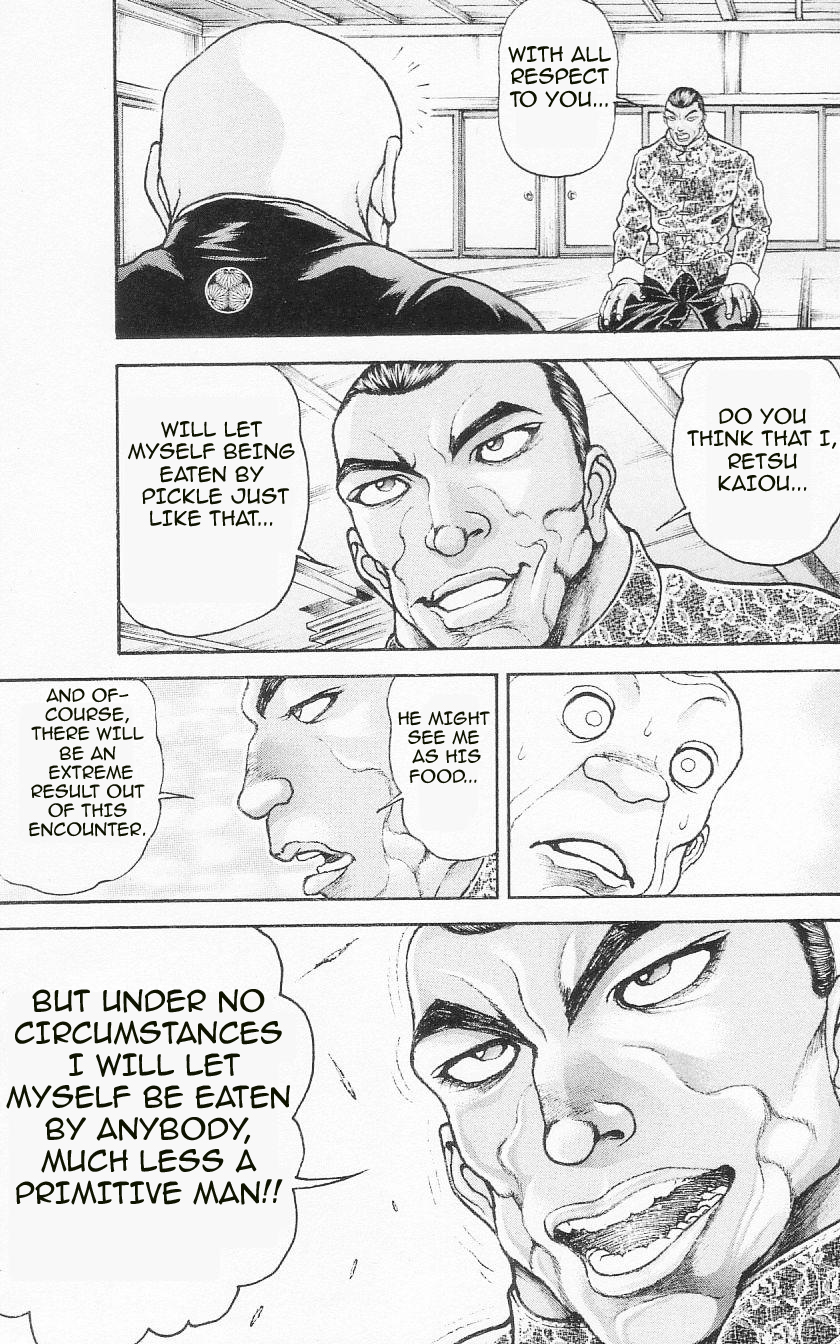 WITH ALL
RESPECT
TO YOU...
DO YOU
THINK THAT I,
RETSU
KAIOU...
WILL LET
MYSELF BEING
EATEN BY
PICKLE JUST
LIKE THAT...
HE MIGHT
SEE ME
AS HIS
FOOD...
AND OF-
COURSE,
THERE WILL
BE AN
EXTREME
RESULT OUT
OF THIS
ENCOUNTER.
BUT UNDER NO
CIRCUMSTANCES
I WILL LET
MYSELF BE EATEN
BY ANYBODY,
MUCH LESS A
PRIMITIVE MAN!!